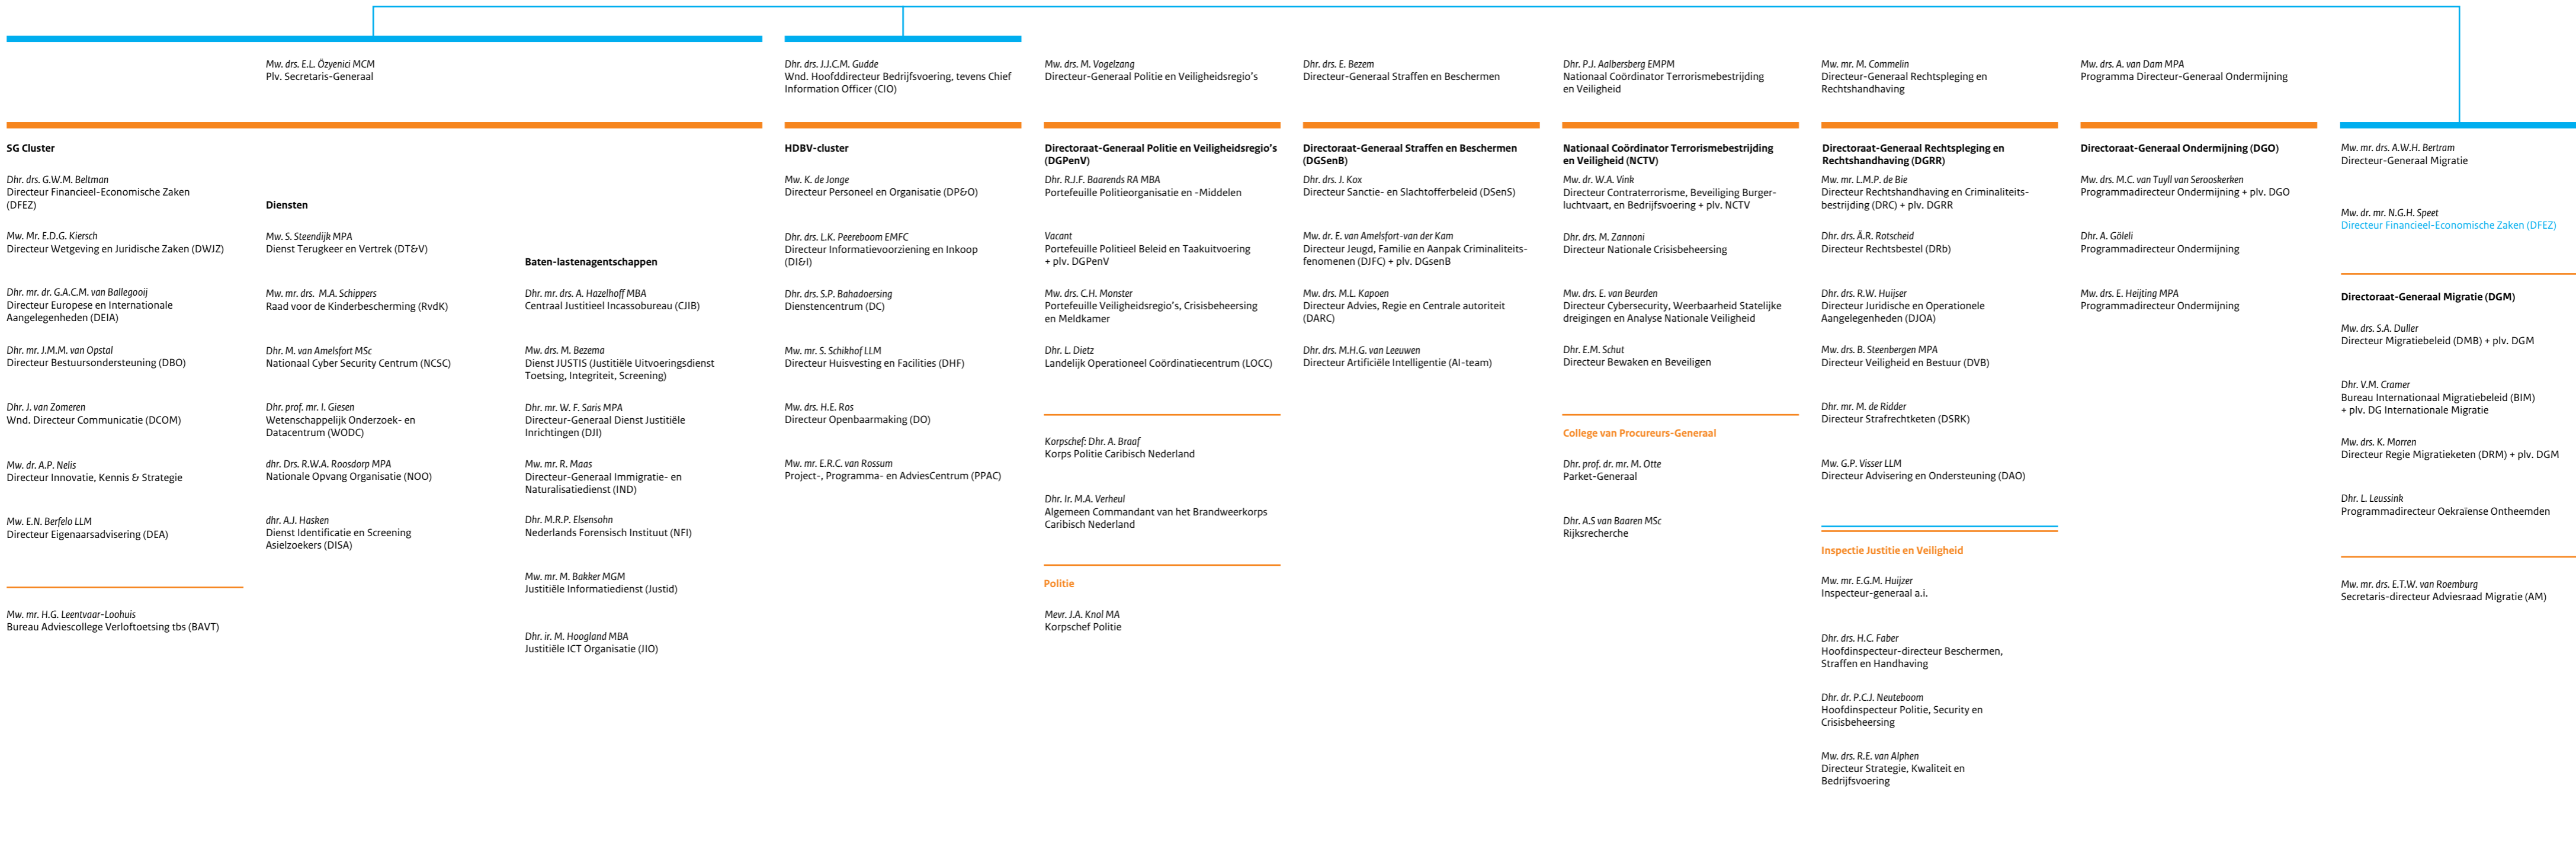 Mw. drs. E.L. Özyenici MCM
Plv. Secretaris-Generaal
Dhr. drs. J.J.C.M. Gudde
Wnd. Hoofddirecteur Bedrijfsvoering, tevens Chief
Information Officer (CIO)
Mw. drs. M. Vogelzang
Directeur-Generaal Politie en Veiligheidsregio's
Dhr. drs. E. Bezem
Directeur-Generaal Straffen en Beschermen
Dhr. P.J. Aalbersberg EMPM
Nationaal Coördinator Terrorismebestrijding
en Veiligheid
Mw. mr. M. Commelin
Directeur-Generaal Rechtspleging en
Rechtshandhaving
Mw. drs. A. van Dam MPA
Programma Directeur-Generaal Ondermijning
SG Cluster
Dhr. drs. G.W.M. Beltman
Directeur Financieel-Economische Zaken
(DFEZ)
Mw. Mr. E.D.G. Kiersch
Directeur Wetgeving en Juridische Zaken (DWJZ)
Dhr. mr. dr. G.A.C.M. van Ballegooij
Directeur Europese en Internationale
Aangelegenheden (DEIA)
Dhr. mr. J.M.M. van Opstal
Directeur Bestuursondersteuning (DBO)
Dhr. J. van Zomeren
Wnd. Directeur Communicatie (DCOM)
Mw. dr. A.P. Nelis
Directeur Innovatie, Kennis & Strategie
Mw. E.N. Berfelo LLM
Directeur Eigenaarsadvisering (DEA)
Mw. mr. H.G. Leentvaar-Loohuis
Bureau Adviescollege Verloftoetsing tbs (BAVT)
Diensten
Mw. S. Steendijk MPA
Dienst Terugkeer en Vertrek (DT&V)
Mw. mr. drs. M.A. Schippers
Raad voor de Kinderbescherming (RvdK)
Dhr. M. van Amelsfort MSc
Nationaal Cyber Security Centrum (NCSC)
Dhr. prof. mr. I. Giesen
Wetenschappelijk Onderzoek- en
Datacentrum (WODC)
dhr. Drs. R.W.A. Roosdorp MPA
Nationale Opvang Organisatie (NOO)
dhr. A.J. Hasken
Dienst Identificatie en Screening
Asielzoekers (DISA)
Baten-lastenagentschappen
Dhr. mr. drs. A. Hazelhoff MBA
Centraal Justitieel Incassobureau (CJIB)
Mw. drs. M. Bezema
Dienst JUSTIS (Justitiële Uitvoeringsdienst
Toetsing, Integriteit, Screening)
Dhr. mr. W. F. Saris MPA
Directeur-Generaal Dienst Justitiële
Inrichtingen (DJI)
Mw. mr. R. Maas
Directeur-Generaal Immigratie- en
Naturalisatiedienst (IND)
Dhr. M.R.P. Elsensohn
Nederlands Forensisch Instituut (NFI)
Mw. mr. M. Bakker MGM
Justitiële Informatiedienst (Justid)
Dhr. ir. M. Hoogland MBA
Justitiële ICT Organisatie (JIO)
HDBV-cluster
Mw. K. de Jonge
Directeur Personeel en Organisatie (DP&O)
Dhr. drs. L.K. Peereboom EMFC
Directeur Informatievoorziening en Inkoop
(DI&I)
Dhr. drs. S.P. Bahadoersing
Dienstencentrum (DC)
Mw. mr. S. Schikhof LLM
Directeur Huisvesting en Facilities (DHF)
Mw. drs. H.E. Ros
Directeur Openbaarmaking (DO)
Mw. mr. E.R.C. van Rossum
Project-, Programma- en AdviesCentrum (PPAC)
Directoraat-Generaal Politie en Veiligheidsregio's
(DGPenV)
Dhr. R.J.F. Baarends RA MBA
Portefeuille Politieorganisatie en -Middelen
Vacant
Portefeuille Politieel Beleid en Taakuitvoering
+ plv. DGPenV
Mw. drs. C.H. Monster
Portefeuille Veiligheidsregio's, Crisisbeheersing
en Meldkamer
Dhr. L. Dietz
Landelijk Operationeel Coördinatiecentrum (LOCC)
Korpschef: Dhr. A. Braaf
Korps Politie Caribisch Nederland
Dhr. Ir. M.A. Verheul
Algemeen Commandant van het Brandweerkorps
Caribisch Nederland
Politie
Mevr. J.A. Knol MA
Korpschef Politie
Directoraat-Generaal Straffen en Beschermen
(DGSenB)
Dhr. drs. J. Kox
Directeur Sanctie- en Slachtofferbeleid (DSenS)
Mw. dr. E. van Amelsfort-van der Kam
Directeur Jeugd, Familie en Aanpak Criminaliteits-
fenomenen (DJFC) + plv. DGsenB
Mw. drs. M.L. Kapoen
Directeur Advies, Regie en Centrale autoriteit
(DARC)
Dhr. drs. M.H.G. van Leeuwen
Directeur Artificiële Intelligentie (AI-team)
Nationaal Coördinator Terrorismebestrijding
en Veiligheid (NCTV)
Mw. dr. W.A. Vink
Directeur Contraterrorisme, Beveiliging Burger-
luchtvaart, en Bedrijfsvoering + plv. NCTV
Dhr. drs. M. Zannoni
Directeur Nationale Crisisbeheersing
Mw. drs. E. van Beurden
Directeur Cybersecurity, Weerbaarheid Statelijke
dreigingen en Analyse Nationale Veiligheid
Dhr. E.M. Schut
Directeur Bewaken en Beveiligen
College van Procureurs-Generaal
Dhr. prof. dr. mr. M. Otte
Parket-Generaal
Dhr. A.S van Baaren MSc
Rijksrecherche
Directoraat-Generaal Rechtspleging en
Rechtshandhaving (DGRR)
Mw. mr. L.M.P. de Bie
Directeur Rechtshandhaving en Criminaliteits-
bestrijding (DRC) + plv. DGRR
Dhr. drs. Ä.R. Rotscheid
Directeur Rechtsbestel (DRb)
Dhr. drs. R.W. Huijser
Directeur Juridische en Operationele
Aangelegenheden (DJOA)
Mw. drs. B. Steenbergen MPA
Directeur Veiligheid en Bestuur (DVB)
Dhr. mr. M. de Ridder
Directeur Strafrechtketen (DSRK)
Mw. G.P. Visser LLM
Directeur Advisering en Ondersteuning (DAO)
Inspectie Justitie en Veiligheid
Mw. mr. E.G.M. Huijzer
Inspecteur-generaal a.i.
Dhr. drs. H.C. Faber
Hoofdinspecteur-directeur Beschermen,
Straffen en Handhaving
Dhr. dr. P.C.J. Neuteboom
Hoofdinspecteur Politie, Security en
Crisisbeheersing
Mw. drs. R.E. van Alphen
Directeur Strategie, Kwaliteit en
Bedrijfsvoering
Directoraat-Generaal Ondermijning (DGO)
Mw. drs. M.C. van Tuyll van Serooskerken
Programmadirecteur Ondermijning + plv. DGO
Dhr. A. Göleli
Programmadirecteur Ondermijning
Mw. drs. E. Heijting MPA
Programmadirecteur Ondermijning
Mw. mr. drs. A.W.H. Bertram
Directeur-Generaal Migratie
Mw. dr. mr. N.G.H. Speet
Directeur Financieel-Economische Zaken (DFEZ)
Directoraat-Generaal Migratie (DGM)
Mw. drs. S.A. Duller
Directeur Migratiebeleid (DMB) + plv. DGM
Dhr. V.M. Cramer
Bureau Internationaal Migratiebeleid (BIM)
+ plv. DG Internationale Migratie
Mw. drs. K. Morren
Directeur Regie Migratieketen (DRM) + plv. DGM
Dhr. L. Leussink
Programmadirecteur Oekraïense Ontheemden
Mw. mr. drs. E.T.W. van Roemburg
Secretaris-directeur Adviesraad Migratie (AM)